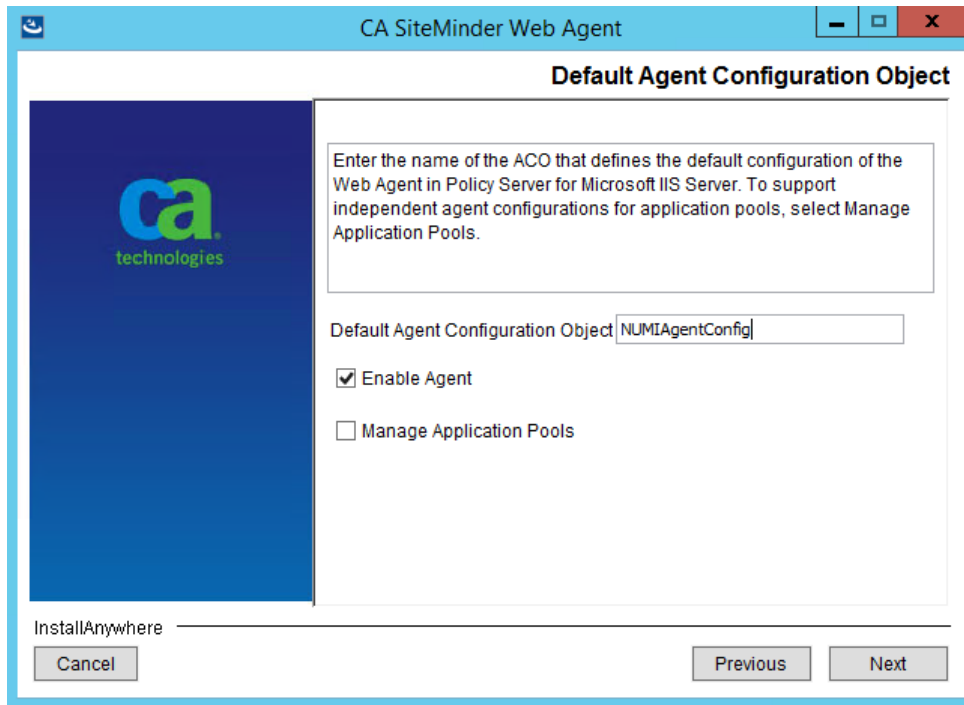 CA SiteMinder Web Agent
Default Agent Configuration Object
ca
technologies
Enter the name of the ACO that defines the default configuration of the
Web Agent in Policy Server for Microsoft IIS Server. To support
independent agent configurations for application pools, select Manage
Application Pools.
Default Agent Configuration Object NUMIAgentConfig
Enable Agent
Manage Application Pools
InstallAnywhere
Cancel Previous Next